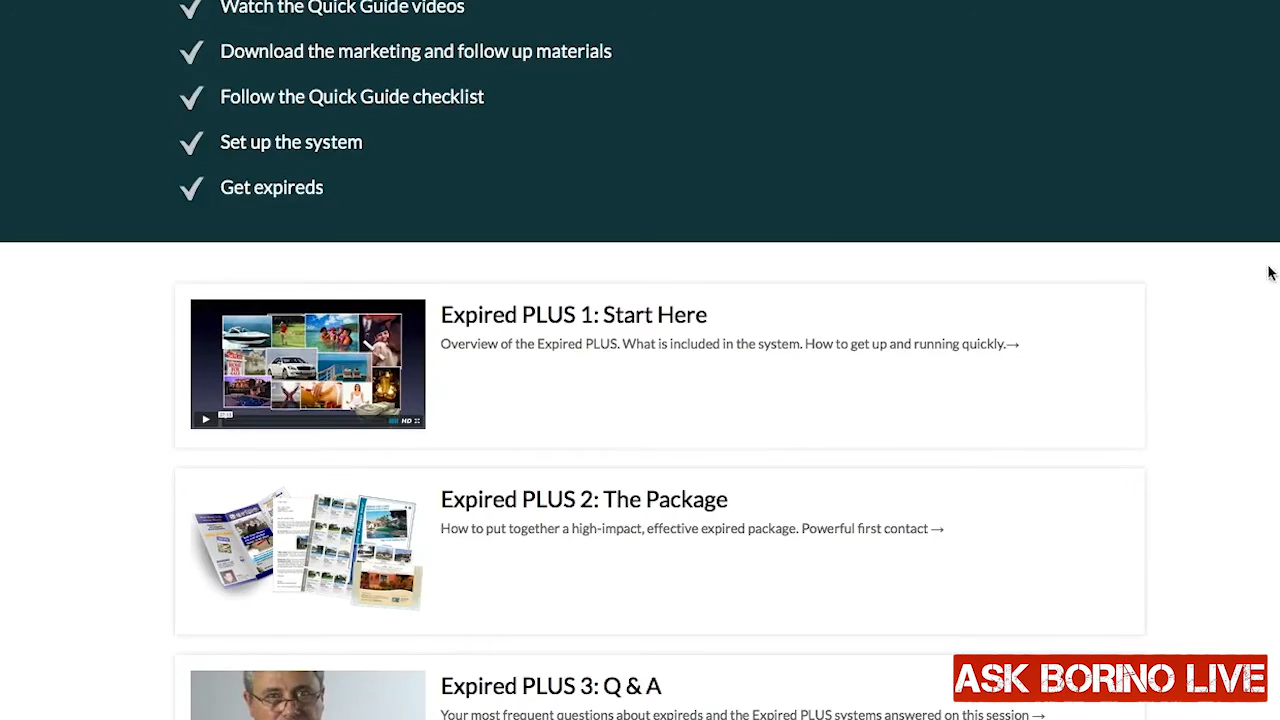 Watch the Quick Guide videos
Download the marketing and follow up materials
Follow the Quick Guide checklist
Set up the system
Get expireds
Expired PLUS 1: Start Here
Overview of the Expired PLUS. What is included in the system. How to get up and running quickly.→
HD
Expired PLUS 2: The Package
How to put together a high-impact, effective expired package. Powerful first contact →
Expired PLUS 3: Q & A
Your most frequent questions about expireds and the Expired PLUS systems answered on this session →
ASK BORINO LIVE